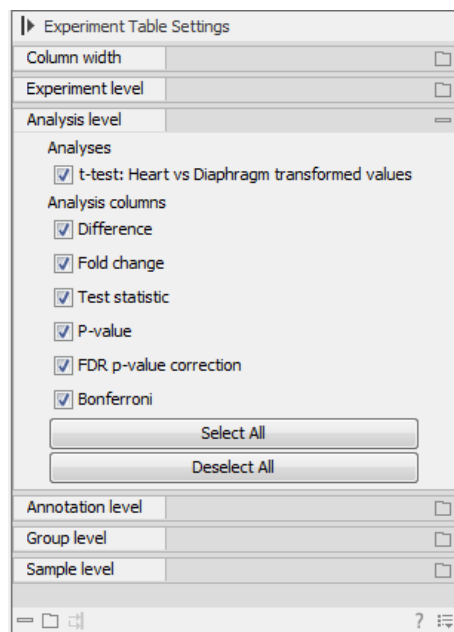 Experiment Table Settings
Column width
Experiment level
Analysis level
Analyses
t-test: Heart vs Diaphragm transformed values
Analysis columns
Difference
Fold change
Test statistic
P-value
FDR p-value correction
Bonferroni
Select All
Deselect All
Annotation level
Group level
Sample level
?